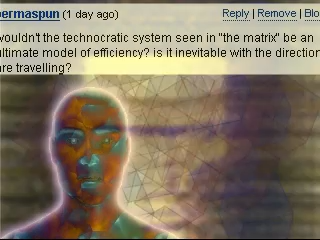 permaspun (1 day ago) Reply | Remove | Blo
wouldn't the technocratic system seen in "the matrix" be an
ultimate model of efficiency? is it inevitable with the direction
are travelling?